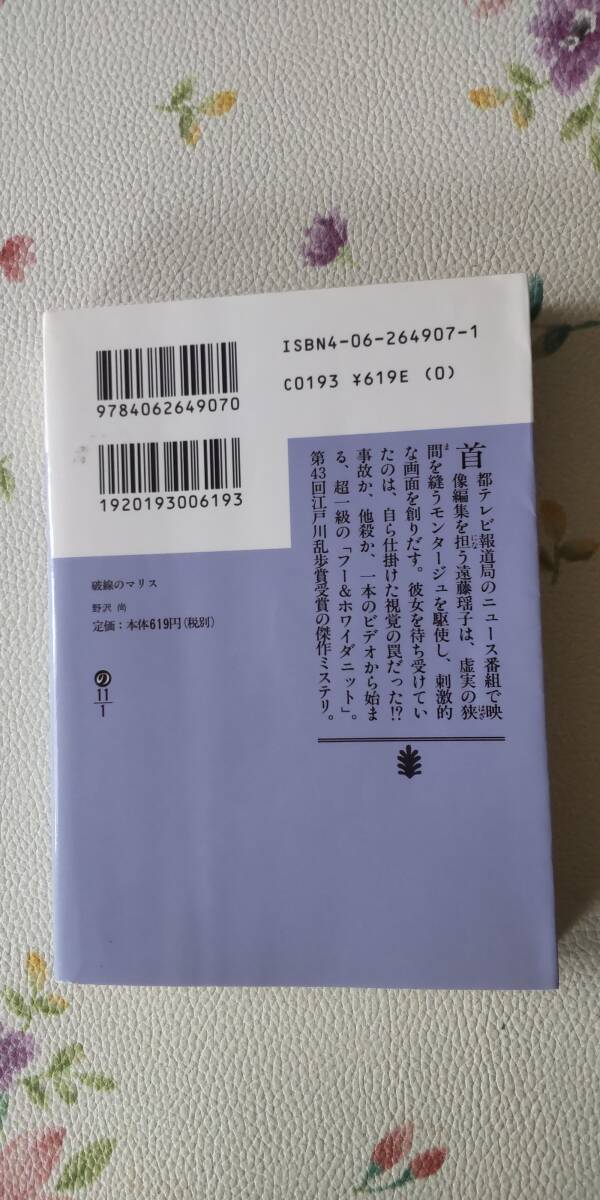 ISBN4-06-264907-1
C0193 ¥619E (0)
9784062649070
1920193006193
首都テレビ報道局のニュース番組で映
像編集を担う遠藤瑶子は、虚実の狭
間を縫うモンタージュを駆使し、刺激的
な画面を創りだす。彼女を待ち受けてい
たのは、自ら仕掛けた視覚の罠だった!?
事故か、他殺か、一本のビデオから始ま
る、超一級の「フー&ホワイダニット」。
第43回江戸川乱歩賞受賞の傑作ミステリ。
破線のマリス
野沢 尚
定価：本体619円(税別)
の
11
1